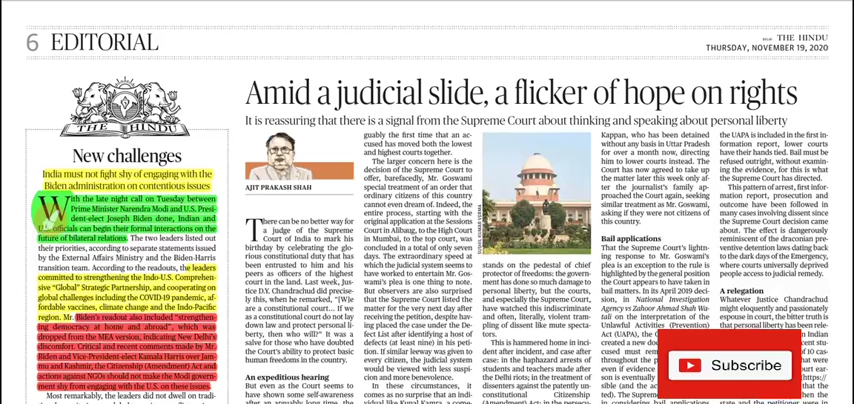 6 EDITORIAL
THE HINDU
THURSDAY, NOVEMBER 19, 2020
THE HINDU
New challenges
India must not fight shy of engaging with the
Biden administration on contentious issues
With the late night call on Tuesday between
Prime Minister Narendra Modi and U.S. Presi-
dent-elect Joseph Biden done, Indian and
U.S. officials can begin their formal interactions on the
future of bilateral relations. The two leaders listed out
their priorities, according to separate statements issued
by the External Affairs Ministry and the Biden-Harris
transition team. According to the readouts, the leaders
committed to strengthening the Indo-U.S. Comprehen-
sive "Global" Strategic Partnership, and cooperating on
global challenges including the COVID-19 pandemic, af-
fordable vaccines, climate change and the Indo-Pacific
region. Mr. Biden's readout also included "strengthen-
ing democracy at home and abroad", which was
dropped from the MEA version, indicating New Delhi's
discomfort. Critical and recent comments made by Mr.
Biden and Vice-President-elect Kamala Harris over Jam-
mu and Kashmir, the Citizenship (Amendment) Act and
actions against NGOs should not make the Modi govern-
ment shy from engaging with the U.S. on these issues.
Most remarkably, the leaders did not dwell on tradi-
Amid a judicial slide, a flicker of hope on rights
It is reassuring that there is a signal from the Supreme Court about thinking and speaking about personal liberty
AJIT PRAKASH SHAH
There can be no better way for
a judge of the Supreme
Court of India to mark his
birthday by celebrating the glo-
rious constitutional duty that has
been entrusted to him and his
peers as officers of the highest
court in the land. Last week, Jus-
tice D.Y. Chandrachud did precise-
ly this, when he remarked, "[W]e
are a constitutional court... If we
as a constitutional court do not lay
down law and protect personal li-
berty, then who will?" It was a
salve for those who have doubted
the Court's ability to protect basic
human freedoms in the country.
An expeditious hearing
But even as the Court seems to
have shown some self-awareness
after an annually long time, the
guably the first time that an ac-
cused has moved both the lowest
and highest courts together.
The larger concern here is the
decision of the Supreme Court to
offer, barefacedly, Mr. Goswami
special treatment of an order that
ordinary citizens of this country
cannot even dream of. Indeed, the
entire process, starting with the
original application at the Sessions
Court in Alibaug, to the High Court
in Mumbai, to the top court, was
concluded in a total of only seven
days. The extraordinary speed at
which the judicial system seems to
have worked to entertain Mr. Gos-
wami's plea is one thing to note.
But observers are also surprised
that the Supreme Court listed the
matter for the very next day after
receiving the petition, despite hav-
ing placed the case under the De-
fect List after identifying a host of
defects (at least nine) in his peti-
tion. If similar leeway was given to
every citizen, the judicial system
would be viewed with less suspi-
cion and more benevolence.
In these circumstances, it
comes as no surprise that an indi-
stands on the pedestal of chief
protector of freedoms: the govern-
ment has done so much damage to
personal liberty, but the courts,
and especially the Supreme Court,
have watched this indiscriminate
and often, literally, violent tram-
pling of dissent like mute specta-
tors.
This is hammered home in inci-
dent after incident, and case after
case: in the haphazard arrests of
students and teachers made after
the Delhi riots; in the treatment of
dissenters against the patently un-
constitutional Citizenship
Kappan, who has been detained
without any basis in Uttar Pradesh
for over a month now, directing
him to lower courts instead. The
Court has now agreed to take up
the matter later this week only af-
ter the journalist's family ap-
proached the Court again, seeking
similar treatment as Mr. Goswami,
asking if they were not citizens of
this country.
Bail applications
That the Supreme Court's lightn-
ing response to Mr. Goswami's
plea is an exception to the rule is
highlighted by the general position
the Court appears to have taken in
bail matters. In its April 2019 deci-
sion, in National Investigation
Agency vs Zahoor Ahmad Shah Wa-
tali on the interpretation of the
Unlawful Activities (Prevention)
Act (UAPA), the
created a new
cused must
throughout the
even if evidence
son is eventually
sible (and the
ted). The Supreme
in considering bail applications
the UAPA is included in the first in-
formation report, lower courts
have their hands tied. Bail must be
refused outright, without examin-
ing the evidence, for this is what
the Supreme Court has directed.
This pattern of arrest, first infor-
mation report, prosecution and
outcome have been followed in
many cases involving dissent since
the Supreme Court decision came
about. The effect is dangerously
reminiscent of the draconian pre-
ventive detention laws dating back
to the dark days of the Emergency,
where courts universally deprived
people access to judicial remedy.
A relegation
Whatever Justice Chandrachud
might eloquently and passionately
espouse in court, the bitter truth is
that personal liberty has been rele-
Subscribe